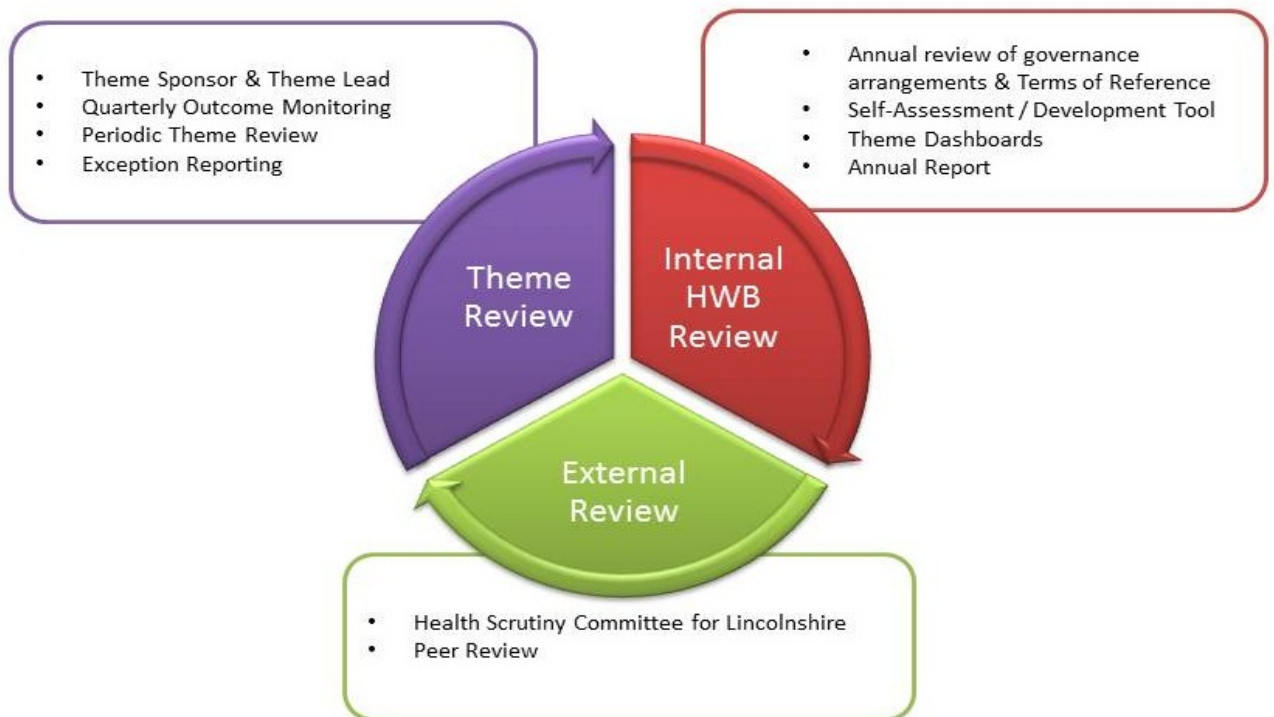 • Theme Sponsor & Theme Lead
• Quarterly Outcome Monitoring
• Periodic Theme Review
• Exception Reporting
• Annual review of governance
arrangements & Terms of Reference
• Self-Assessment / Development Tool
• Theme Dashboards
• Annual Report
Theme
Review
Internal
HWB
Review
External
Review
• Health Scrutiny Committee for Lincolnshire
• Peer Review